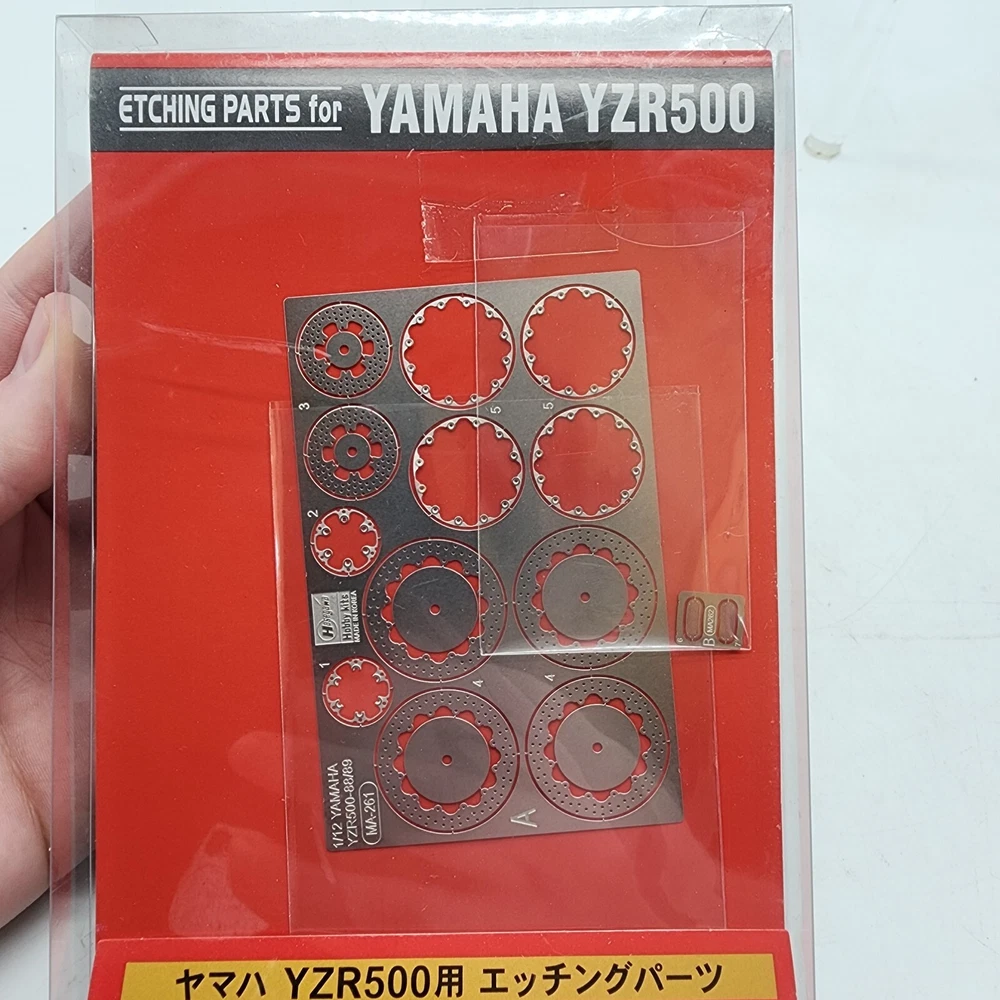 ETCHING PARTS for YAMAHA YZR500
3
5
5
2
Hobby kits
MADE IN KOREA
1
4
4
6
B
MA262
1/12 YAMAHA
YZR500-88/89
MA-261
A
ヤマハ YZR500用 エッチングパーツ